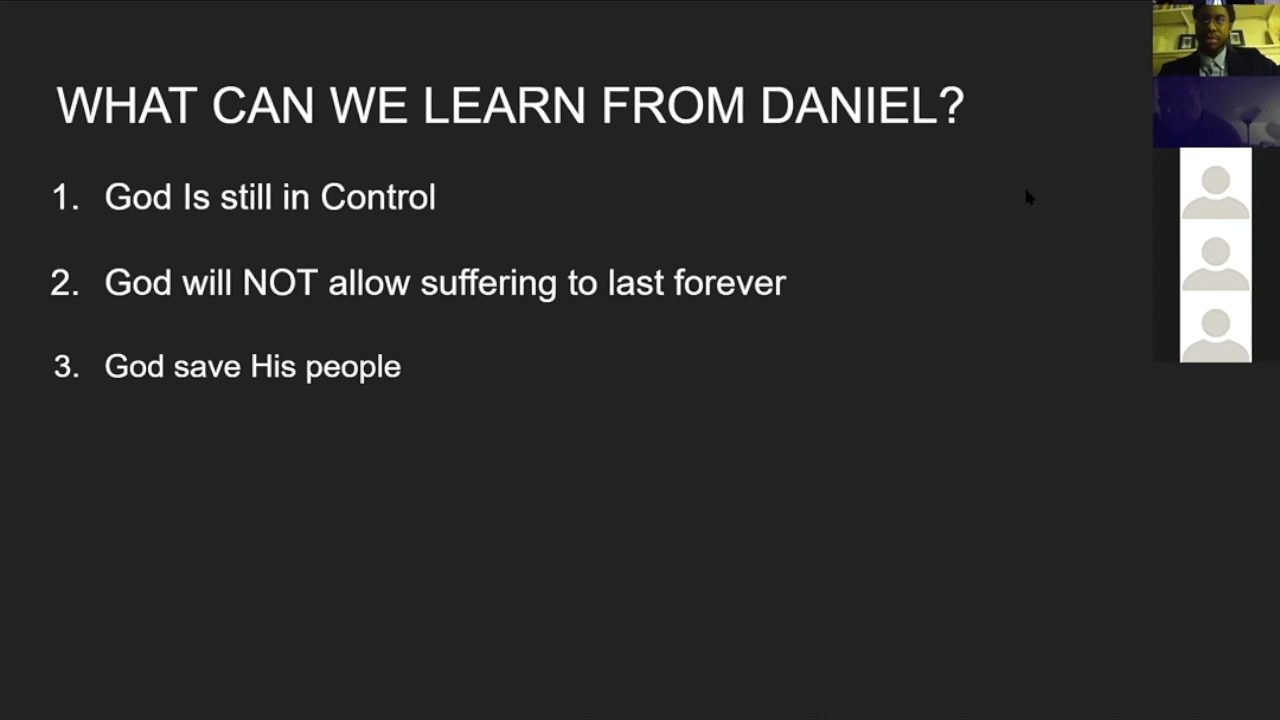 WHAT CAN WE LEARN FROM DANIEL?
1. God Is still in Control
2. God will NOT allow suffering to last forever
3. God save His people